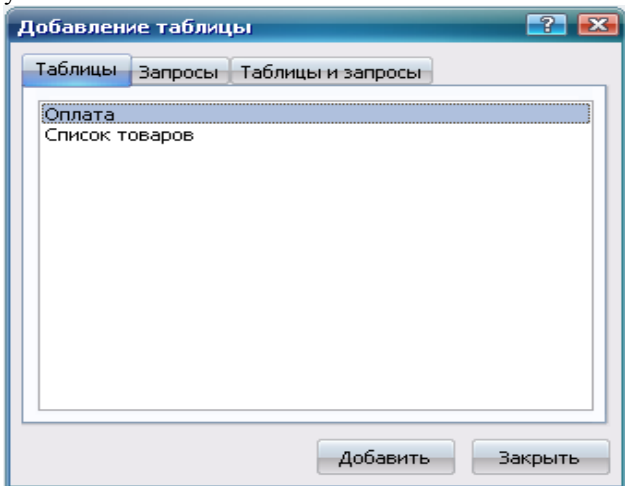 Добавление таблицы
?
Таблицы Запросы Таблицы и запросы
Оплата
Список товаров
Добавить Закрыть